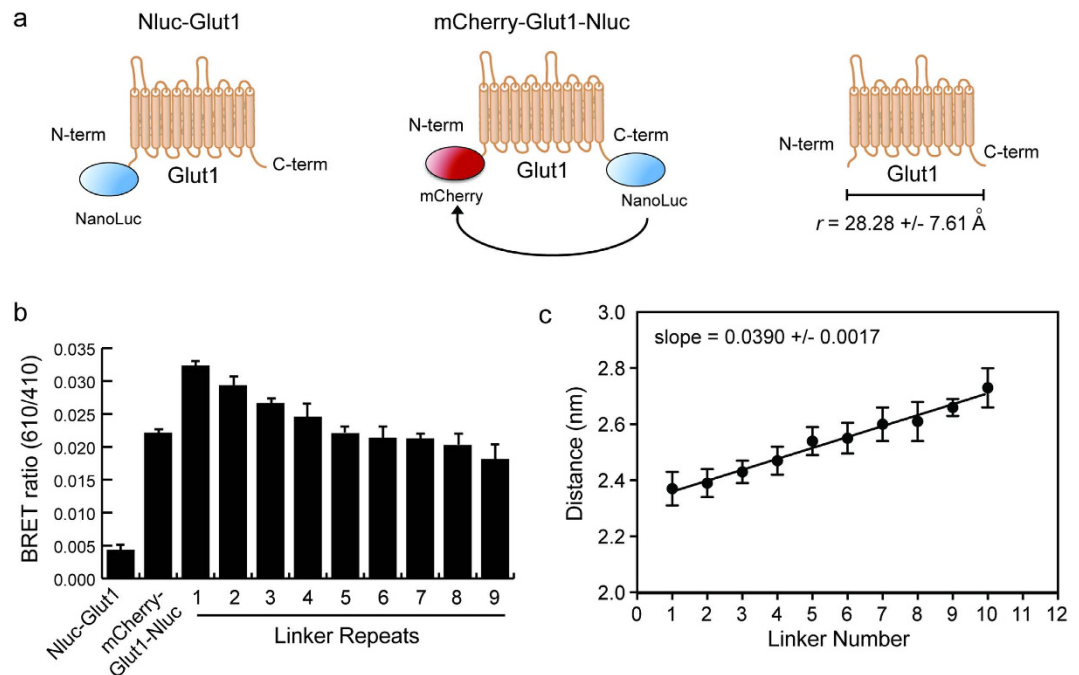 a
Nluc-Glut1
mCherry-Glut1-Nluc
N-term
C-term
Glut1
NanoLuc
N-term
C-term
Glut1
mCherry
NanoLuc
N-term
C-term
Glut1
r = 28.28 +/- 7.61 Å
b
BRET ratio (610/410)
0.035
0.030
0.025
0.020
0.015
0.010
0.005
0.000
Nluc-Glut1
mCherry-
Glut1-Nluc
1 2 3 4 5 6 7 8 9
Linker Repeats
c
slope = 0.0390 +/- 0.0017
Distance (nm)
3.0
2.8
2.6
2.4
2.2
2.0
0 1 2 3 4 5 6 7 8 9 10 11 12
Linker Number